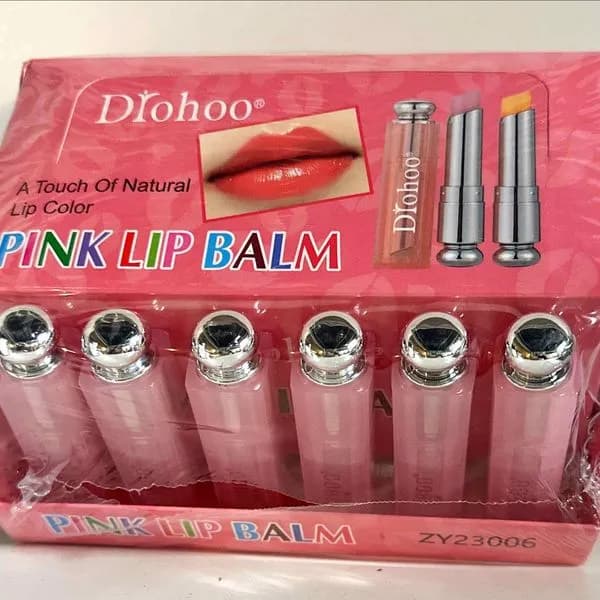 Diohoo®
A Touch Of Natural
Lip Color
PINK LIP BALM
Diohoo
PINK LIP BALM
ZY23006